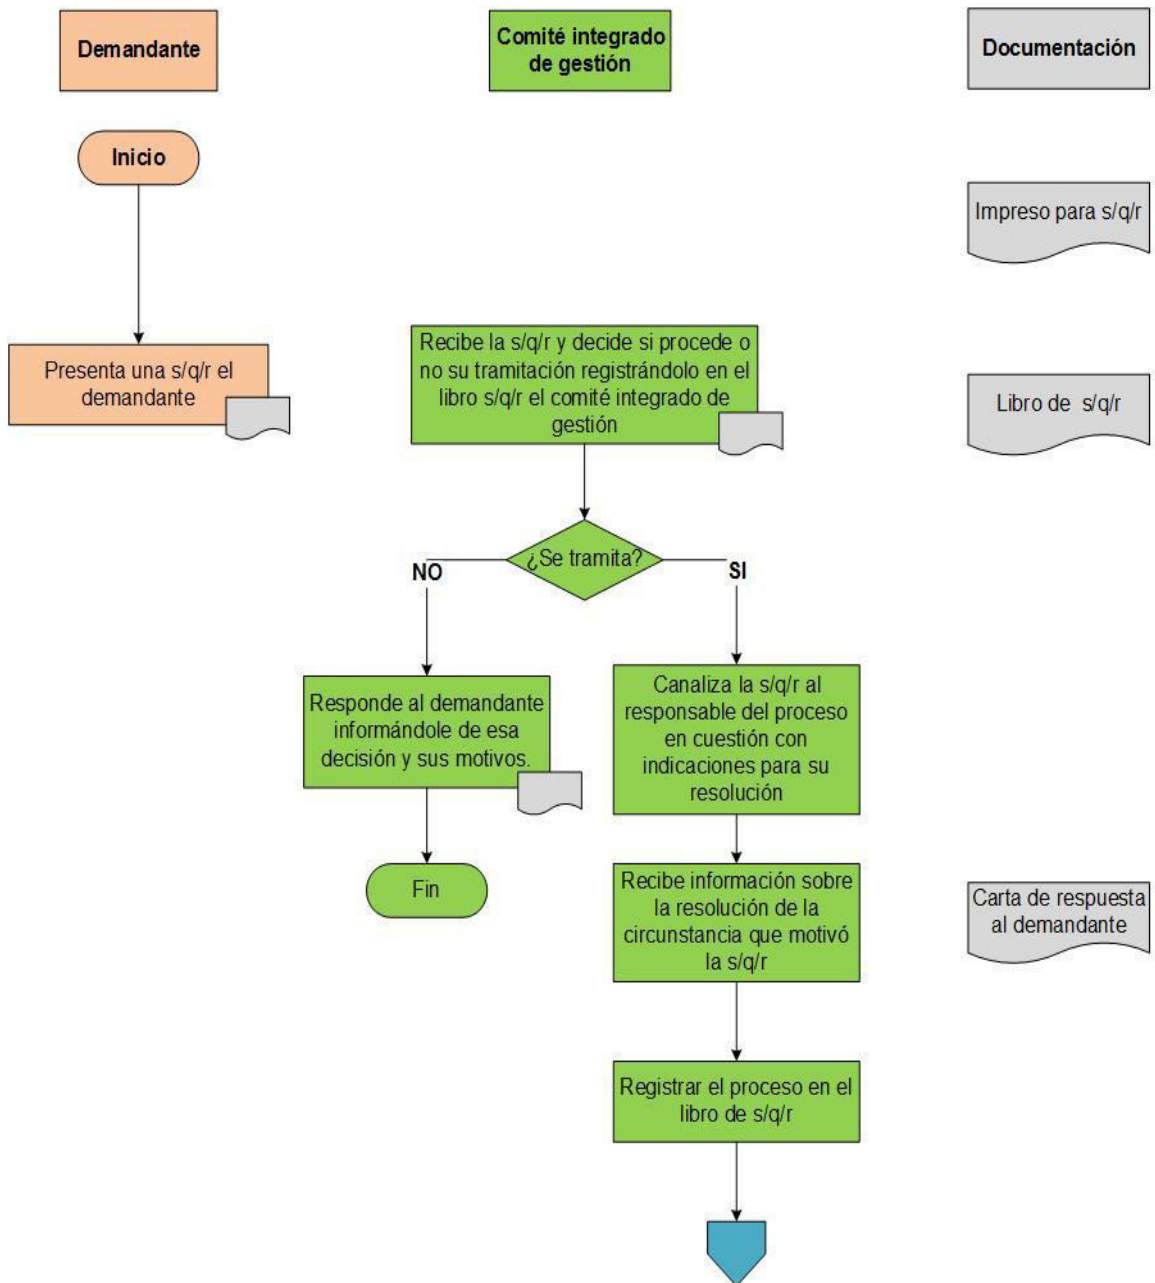 Demandante
Comité integrado
de gestión
Documentación
Inicio
Impreso para s/q/r
Presenta una s/q/r el
demandante
Recibe la s/q/r y decide si procede o
no su tramitación registrándolo en el
libro s/q/r el comité integrado de
gestión
Libro de s/q/r
¿Se tramita?
NO
SI
Responde al demandante
informándole de esa
decisión y sus motivos.
Canaliza la s/q/r al
responsable del proceso
en cuestión con
indicaciones para su
resolución
Fin
Recibe información sobre
la resolución de la
circunstancia que motivó
la s/q/r
Carta de respuesta
al demandante
Registrar el proceso en el
libro de s/q/r